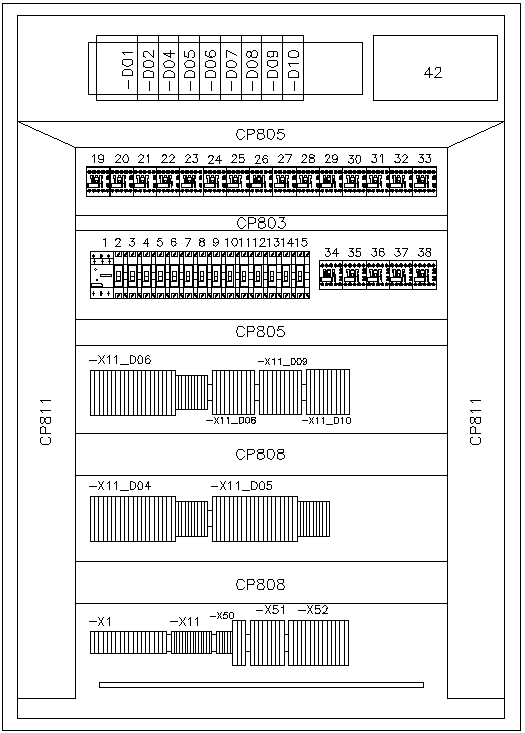 -D01 -D02 -D04 -D05 -D06 -D07 -D08 -D09 -D10
42
CP805
19 20 21 22 23 24 25 26 27 28 29 30 31 32 33
CP803
1 2 3 4 5 6 7 8 9 10 11 12 13 14 15
34 35 36 37 38
CP805
-X11_D06
-X11_D09
-X11_D08
-X11_D10
CP811
CP811
CP808
-X11_D04
-X11_D05
CP808
-X1
-X11
-X50
-X51
-X52